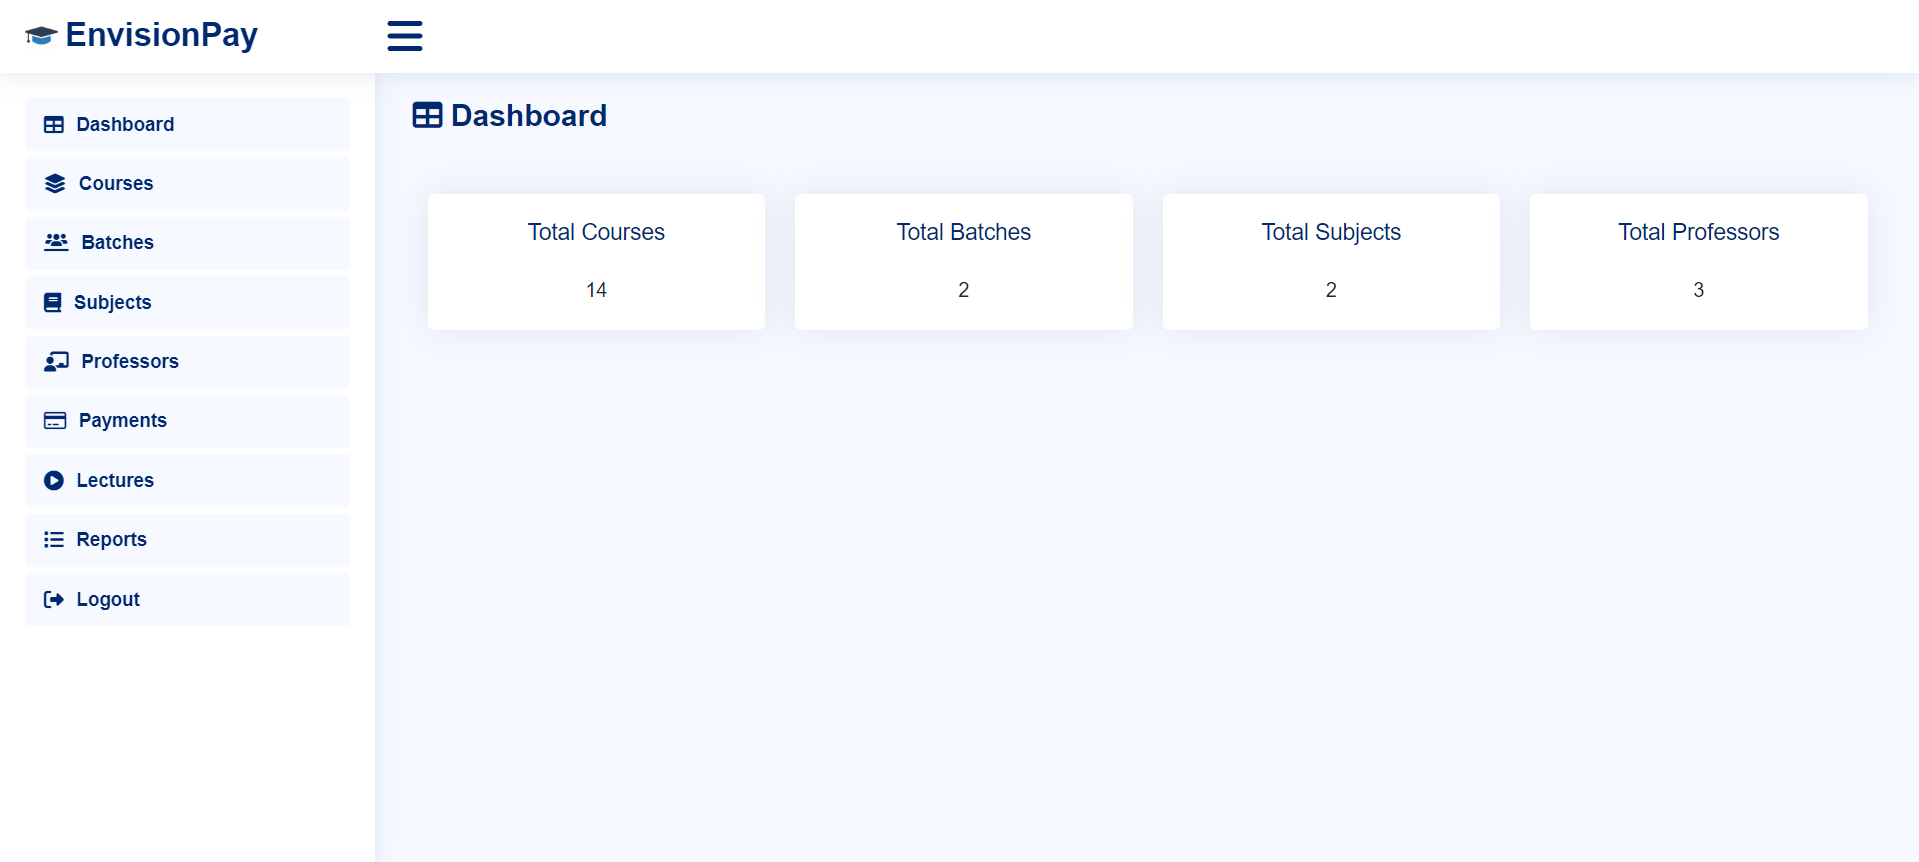 EnvisionPay
Dashboard
Courses
Batches
Subjects
Professors
Payments
Lectures
Reports
Logout
Dashboard
Total Courses
14
Total Batches
2
Total Subjects
2
Total Professors
3